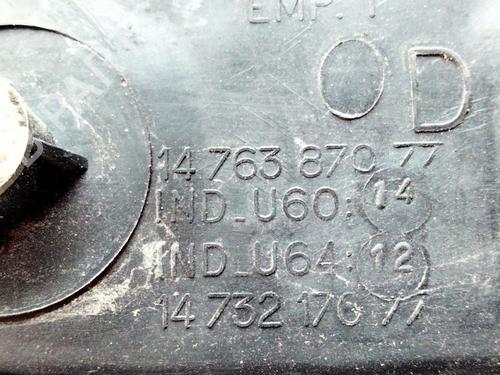 EMP. 1
OD
14 763 870 77
IND_U60: 14
IND_U64: 12
14 732 170 77